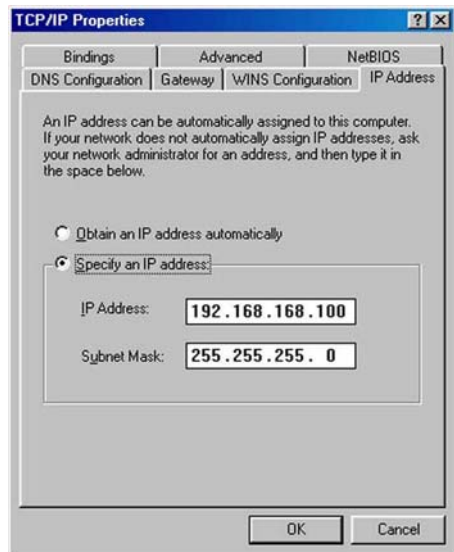 TCP/IP Properties
? X
Bindings Advanced NetBIOS
DNS Configuration Gateway WINS Configuration IP Address
An IP address can be automatically assigned to this computer.
If your network does not automatically assign IP addresses, ask
your network administrator for an address, and then type it in
the space below.
Obtain an IP address automatically
Specify an IP address:
IP Address: 192.168.168.100
Subnet Mask: 255.255.255. 0
OK Cancel